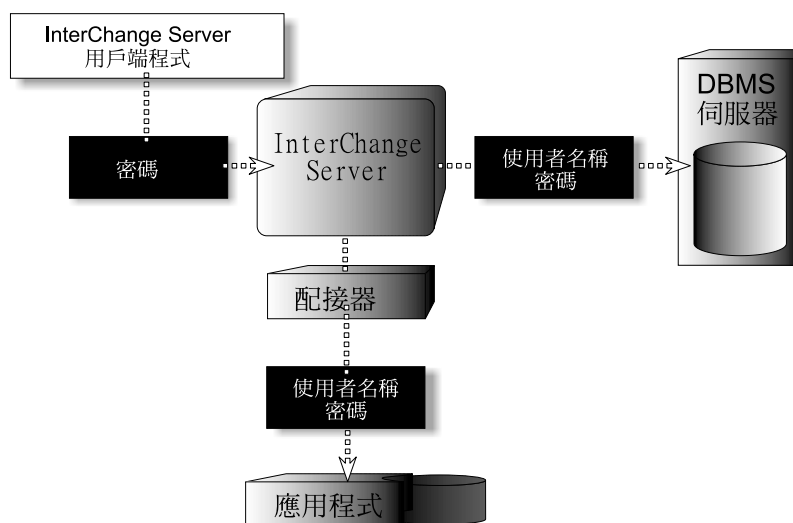 InterChange Server
用戶端程式
密碼
InterChange
Server
使用者名稱
密碼
DBMS
伺服器
配接器
使用者名稱
密碼
應用程式